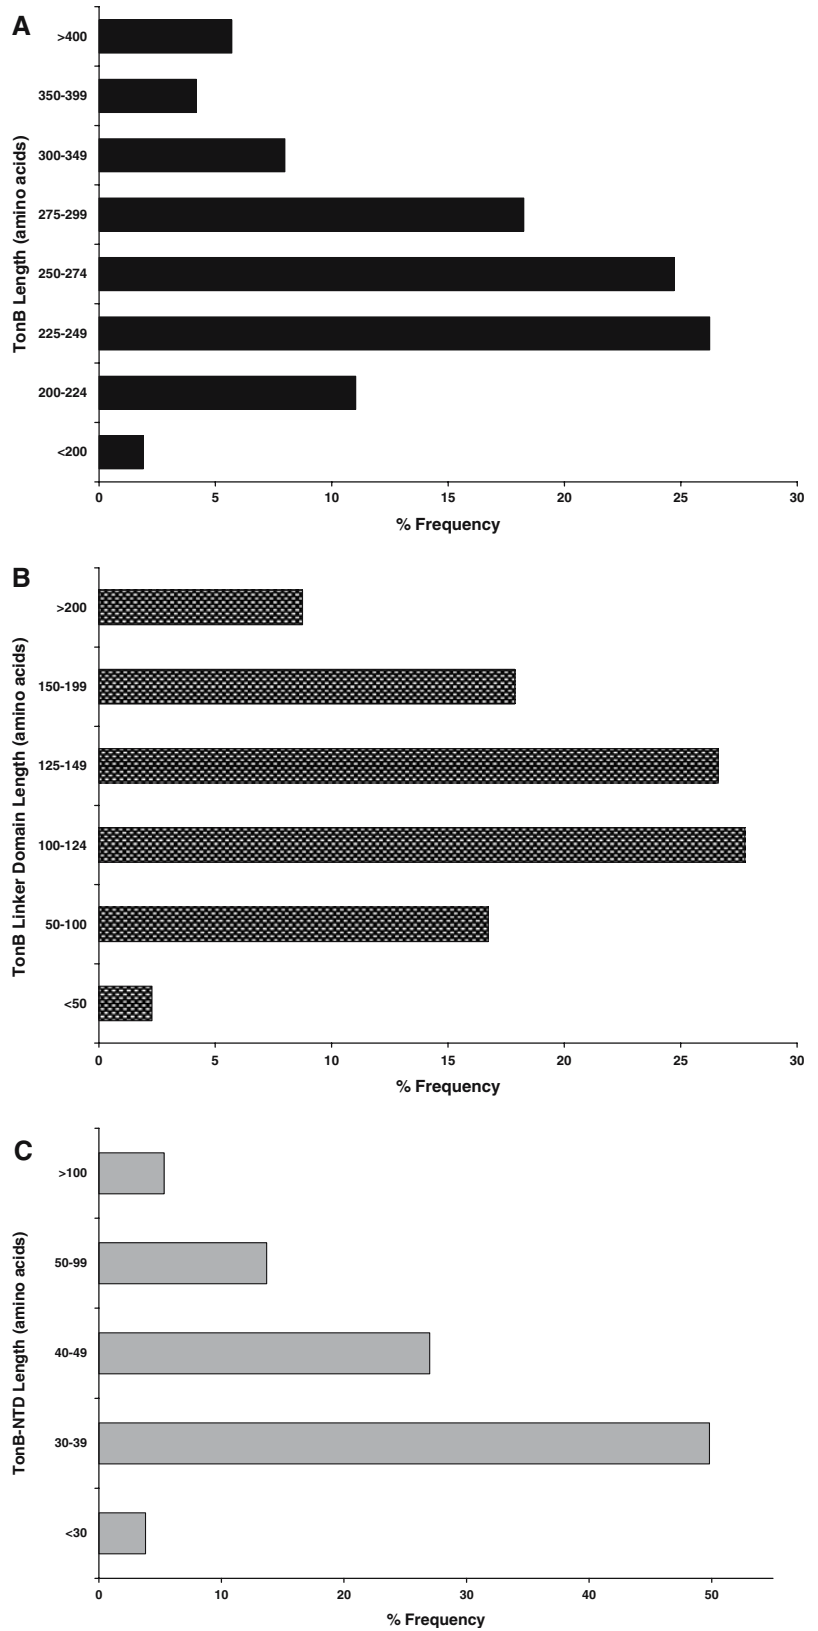 A
TonB Length (amino acids)
>400
350-399
300-349
275-299
250-274
225-249
200-224
<200
0 5 10 15 20 25 30
% Frequency
B
TonB Linker Domain Length (amino acids)
>200
150-199
125-149
100-124
50-100
<50
0 5 10 15 20 25 30
% Frequency
C
TonB-NTD Length (amino acids)
>100
50-99
40-49
30-39
<30
0 10 20 30 40 50
% Frequency